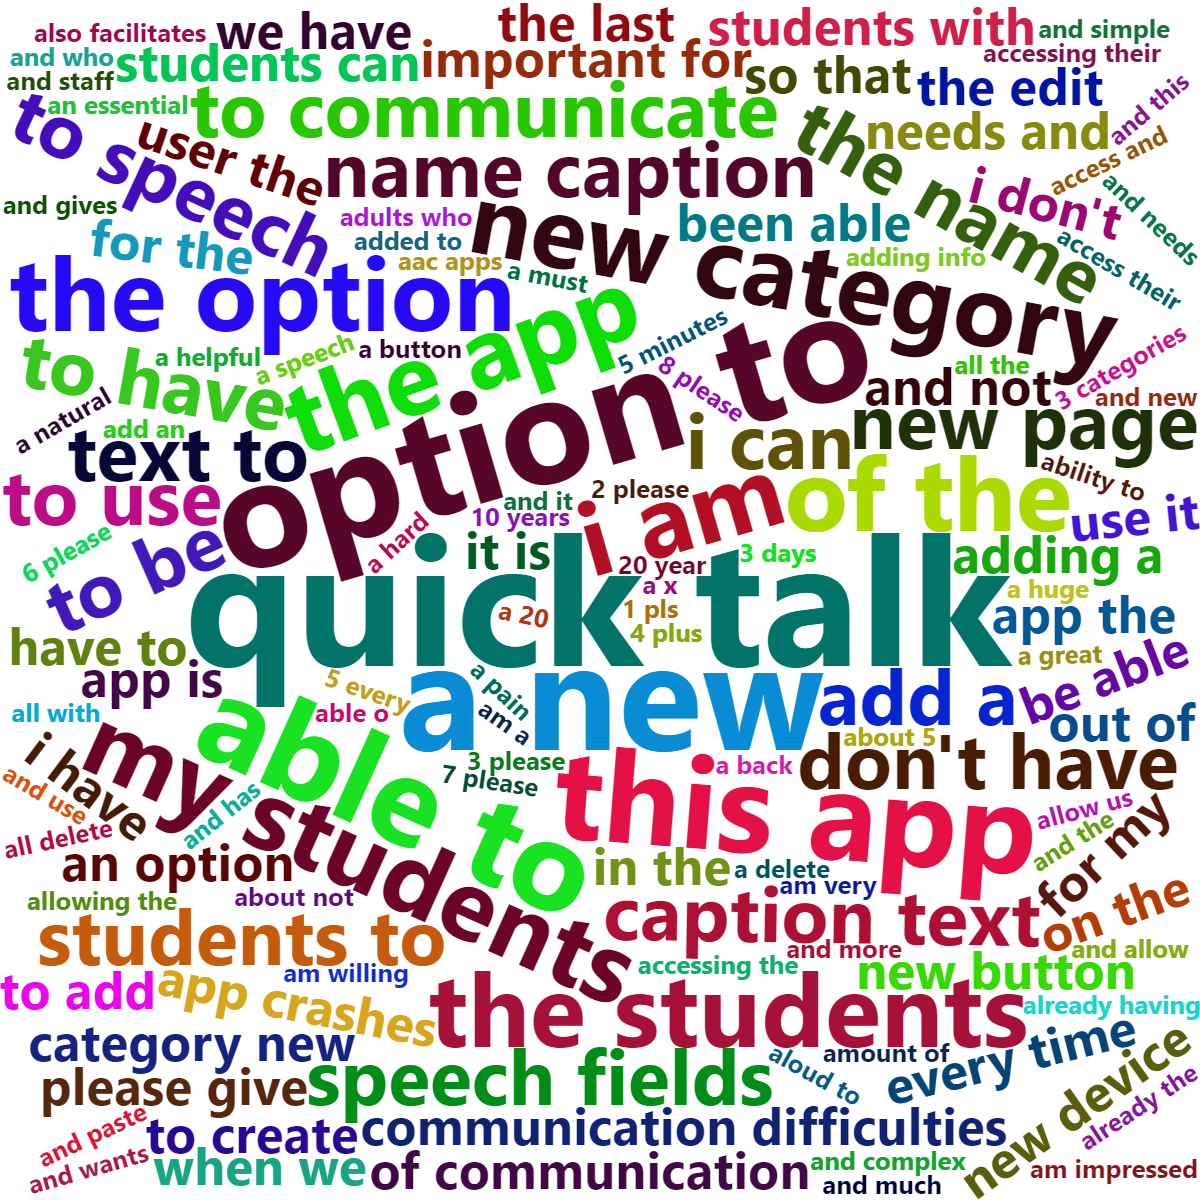 also facilitates
we have
the last
students with
and simple
and who
students can
important for
so that
accessing their
and staff
an essential
to communicate
the edit
and this
to speech
user the
name caption
the name
needs and
access and
and gives
adults who
new category
been able
i don't
and needs
for the
added to
aac apps
a must
adding info
access their
the option
the app
option to
5 minutes
to have
a helpful
a speech
a button
8 please
all the
3 categories
a natural
add an
and not
and new
text to
i can
new page
to use
and it
2 please
i am
of the
ability to
10 years
use it
6 please
to be
a hard
it is
20 year
3 days
adding a
quick talk
a x
a huge
a 20
1 pls
4 plus
app the
have to
app is
5 every
a pain
a new
a great
add a
be able
all with
able to
able o
am a
about 5
out of
i have
my students
3 please
7 please
this app
a back
don't have
and use
and has
allow us
all delete
and the
for my
an option
in the
a delete
am very
allowing the
about not
students to
caption text
on the
and more
and allow
to add
app crashes
am willing
accessing the
new button
the students
already having
category new
speech fields
aloud to
amount of
every time
new device
please give
already the
and paste
to create
communication difficulties
and wants
when we
of communication
and complex
and much
am impressed